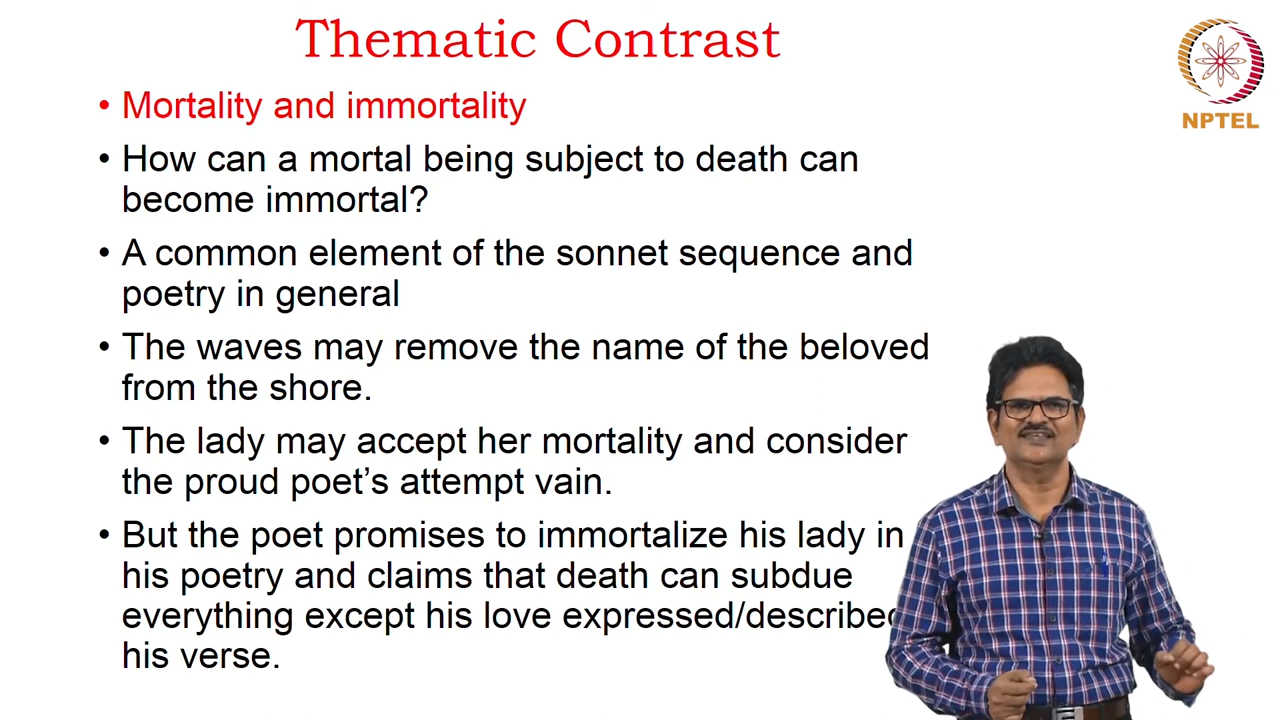 Thematic Contrast
NPTEL
• Mortality and immortality
• How can a mortal being subject to death can
become immortal?
• A common element of the sonnet sequence and
poetry in general
• The waves may remove the name of the beloved
from the shore.
• The lady may accept her mortality and consider
the proud poet’s attempt vain.
• But the poet promises to immortalize his lady in
his poetry and claims that death can subdue
everything except his love expressed/described
his verse.